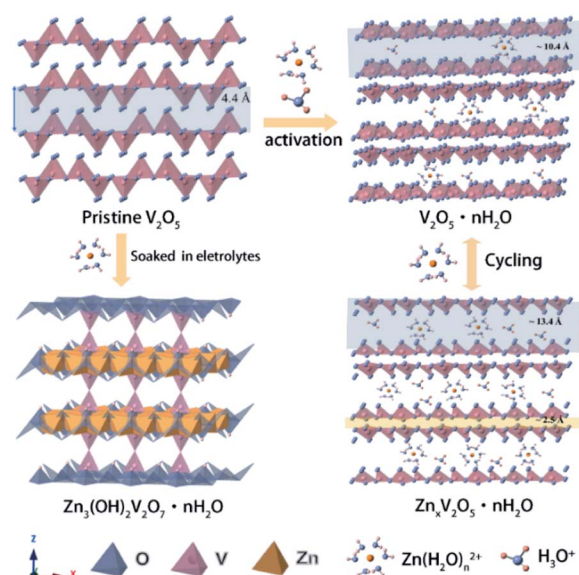 ~ 10.4 Å
4.4 Å
activation
Pristine V₂O₅
V₂O₅・nH₂O
Soaked in eletrolytes
Cycling
~ 13.4 Å
~ 2.5 Å
Zn₃(OH)₂V₂O₇・nH₂O
ZnₓV₂O₅・nH₂O
Z
X
O
V
Zn
Zn(H₂O)ₙ²⁺
H₃O⁺